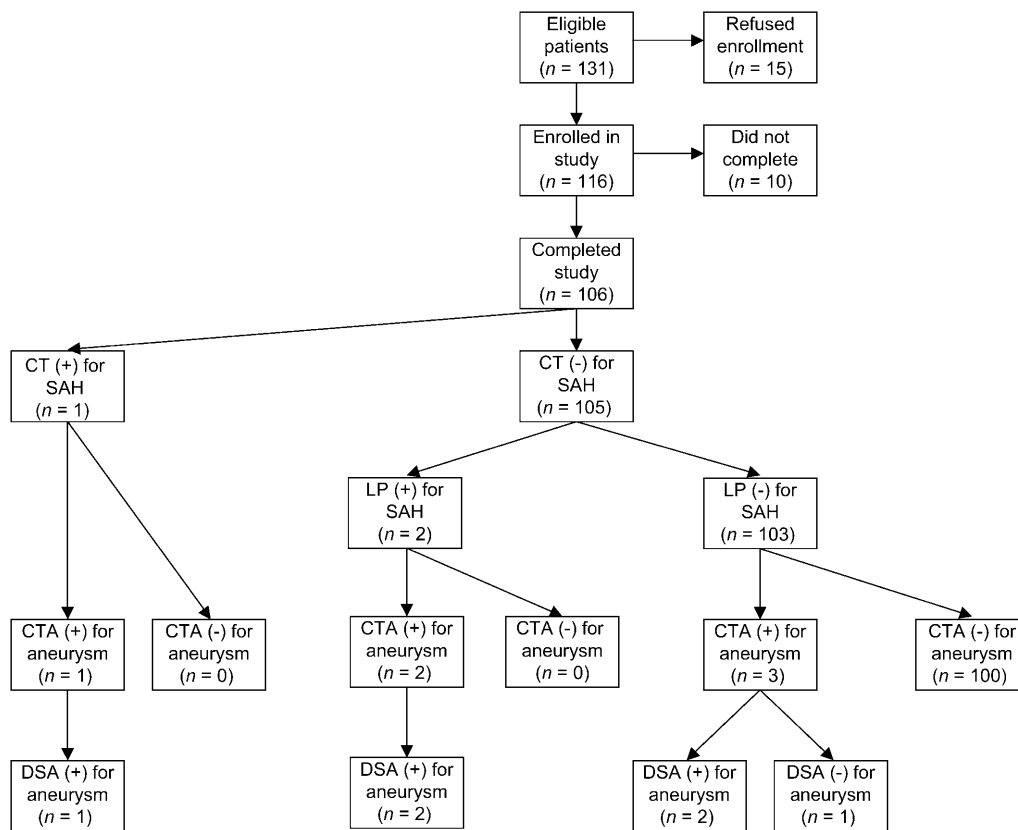 Eligible
patients
(n = 131)
Refused
enrollment
(n = 15)
Enrolled in
study
(n = 116)
Did not
complete
(n = 10)
Completed
study
(n = 106)
CT (+) for
SAH
(n = 1)
CT (-) for
SAH
(n = 105)
LP (+) for
SAH
(n = 2)
LP (-) for
SAH
(n = 103)
CTA (+) for
aneurysm
(n = 1)
CTA (-) for
aneurysm
(n = 0)
CTA (+) for
aneurysm
(n = 2)
CTA (-) for
aneurysm
(n = 0)
CTA (+) for
aneurysm
(n = 3)
CTA (-) for
aneurysm
(n = 100)
DSA (+) for
aneurysm
(n = 1)
DSA (+) for
aneurysm
(n = 2)
DSA (+) for
aneurysm
(n = 2)
DSA (-) for
aneurysm
(n = 1)